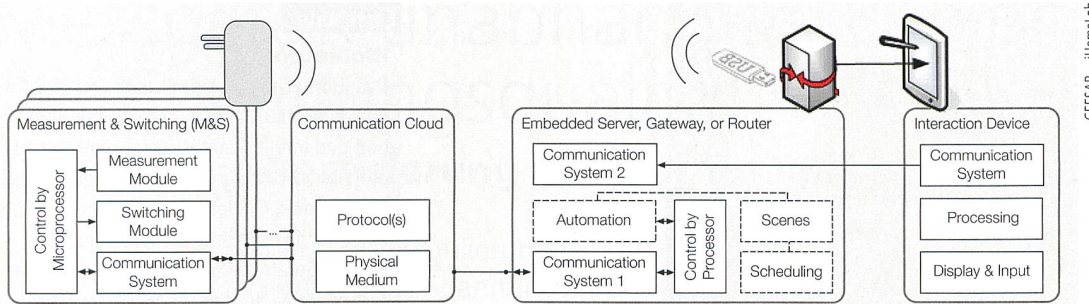 USB
Measurement & Switching (M&S)
Control by
Microprocessor
Measurement
Module
Switching
Module
Communication
System
...
Communication Cloud
Protocol(s)
Physical
Medium
Embedded Server, Gateway, or Router
Communication
System 2
Automation
Communication
System 1
Control by
Processor
Scenes
Scheduling
Interaction Device
Communication
System
Processing
Display & Input